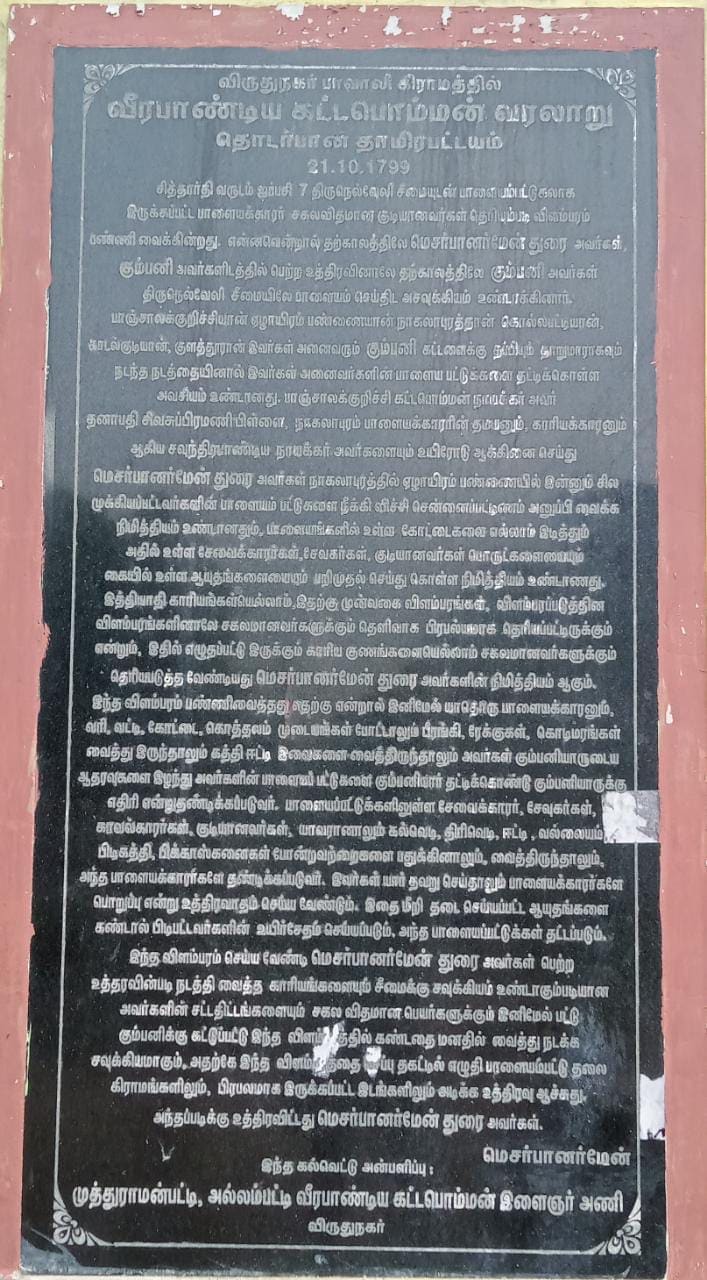 விருதுநகர் பாவாலி கிராமத்தில்
வீரபாண்டிய கட்டபொம்மன் வரலாறு
தொடர்பான தாமிரபட்டயம்
21.10.1799
சித்தார்தி வருடம் ஐர்பசி 7 திருநெல்வேலி சீமையுடன் பாளையம்பட்டுகலாக
இருக்கப்பட்ட பாளையக்காரர் சகலவிதமான குடியானவர்கள் தெரியும்படி விளம்பரம்
பண்ணி வைக்கின்றது. என்னவென்றால் தற்காலத்திலே மெசர்பானர்மேன் துரை அவர்கள்,
கும்பனி அவர்களிடத்தில் பெற்ற உத்திரவினாலே தற்காலத்திலே கும்பனி அவர்கள்
திருநெல்வேலி சீமையிலே பாளையம் செய்திட அசவுக்கியம் உண்டாக்கினார்.
பாஞ்சாலக்குறிச்சியான் ஏழாயிரம் பண்ணையான் நாகலாபுரத்தான் கொல்லபட்டியான்,
காடல்குடியான், குளத்தூரான் இவர்கள் அனைவரும் கும்பனி கட்டளைக்கு தப்பியும் தாறுமாராகவும்
நடந்த நடத்தையினால் இவர்கள் அனைவர்களின் பாளைய பட்டுக்களை தட்டிக்கொள்ள
அவசியம் உண்டானது. பாஞ்சாலக்குறிச்சி கட்டபொம்மன் நாயக்கர் அவர்
தனாபதி சிவசுப்பிரமணிபிள்ளை, நாகலாபுரம் பாளையக்காரரின் தம்பனும், காரியக்காரனும்
ஆகிய சவுந்திரபாண்டிய நாயக்கர் அவர்களையும் உயிரோடு ஆக்கினை செய்து
மெசர்பானர்மேன் துரை அவர்கள் நாகலாபுரத்தில் ஏழாயிரம் பண்ணையில் இன்னும் சில
முக்கியப்பட்டவர்களின் பாளையம் பட்டுகளை நீக்கி விச்சி சென்னைப்பட்டிணம் அனுப்பி வைக்க
நிமித்தியம் உண்டானதும், பாளையங்களில் உள்ள கோட்டைகளை எல்லாம் இடித்தும்
அதில் உள்ள சேவைக்காரர்கள்,சேவகர்கள், குடியானவர்கள் பொருட்களையையும்
கையில் உள்ள ஆயுதங்களையையும் பறிமுதல் செய்து கொள்ள நிமித்தியம் உண்டாணது.
இத்தியாதி காரியங்கள்யெல்லாம்,இதற்கு முன்வகை விளம்பரங்கள், விளம்பரப்படுத்தின
விளம்பரங்களினாலே சகலமானவர்களுக்கும் தெளிவாக பிரபல்யமாக தெரியப்பட்டிருக்கும்
என்றும், இதில் எழுதப்பட்டு இருக்கும் காரிய குணங்களையெல்லாம் சகலமானவர்களுக்கும்
தெரியபடுத்த வேண்டியது மெசர்பானர்மேன் துரை அவர்களின் நிமித்தியம் ஆகும்.
இந்த விளம்பரம் பண்ணிவைத்தது எதற்கு என்றால் இனிமேல் யாதொரு பாளையக்காரனும்,
வரி, வட்டி, கோட்டை, கொத்தலம் முடையங்கள் போட்டாலும் பீரங்கி, ரேக்குகள், கொடிமரங்கள்
வைத்து இருந்தாலும் கத்தி ஈட்டி இவைகளை வைத்திருந்தாலும் அவர்கள் கும்பனியாருடைய
ஆதரவுகளை இழந்து அவர்களின் பாளையப் பட்டுகளை கும்பனியார் தட்டிக்கொண்டு கும்பனியாருக்கு
எதிரி என்றுதண்டிக்கப்படுவர். பாளையப்பட்டுக்களிலுள்ள சேவைக்காரர், சேவுகர்கள்,
காவல்காரர்கள், குடியானவர்கள், யாவரானாலும் கல்வெடி, திரிவெடி, ஈட்டி , வல்லையம்
பிடிகத்தி, பிக்காஸ்கனைகள் போன்றவற்றைகளை பதுக்கினாலும், வைத்திருந்தாலும்,
அந்த பாளையக்காரர்களே தண்டிக்கப்படுவர். இவர்கள் யார் தவறு செய்தாலும் பாளையக்காரர்களே
பொறுப்பு என்று உத்திரவாதம் செய்ய வேண்டும். இதை மீறி தடை செய்யப்பட்ட ஆயுதங்களை
கண்டால் பிடிபட்டவர்களின் உயிர்சேதம் செய்யப்படும், அந்த பாளையப்பட்டுக்கள் தட்டப்படும்.
இந்த விளம்பரம் செய்ய வேண்டி மெசர்பானர்மேன் துரை அவர்கள் பெற்ற
உத்தரவின்படி நடத்தி வைத்த காரியங்களையும் சீமைக்கு சவுக்கியம் உண்டாகும்படியான
அவர்களின் சட்டதிட்டங்களையும் சகல விதமான பெயர்களுக்கும் இனிமேல் பட்டு
கும்பனிக்கு கட்டுப்பட்டு இந்த கண்டதை மனதில் வைத்து நடக்க
சவுக்கியமாகும், அதற்கே இந்த தகட்டில் எழுதி பாளையம்பட்டு தலை
கிராமங்களிலும், பிரபலமாக இருக்கப்பட்ட இடங்களிலும் அடிக்க உத்திரவு ஆச்சுது.
அந்தப்படிக்கு உத்திரவிட்டது மெசர்பானர்மேன் துரை அவர்கள்.
மெசர்பானர்மேன்
இந்த கல்வெட்டு அன்பளிப்பு :
முத்துராமன்பட்டி, அல்லம்பட்டி வீரபாண்டிய கட்டபொம்மன் இளைஞர் அணி
விருதுநகர்